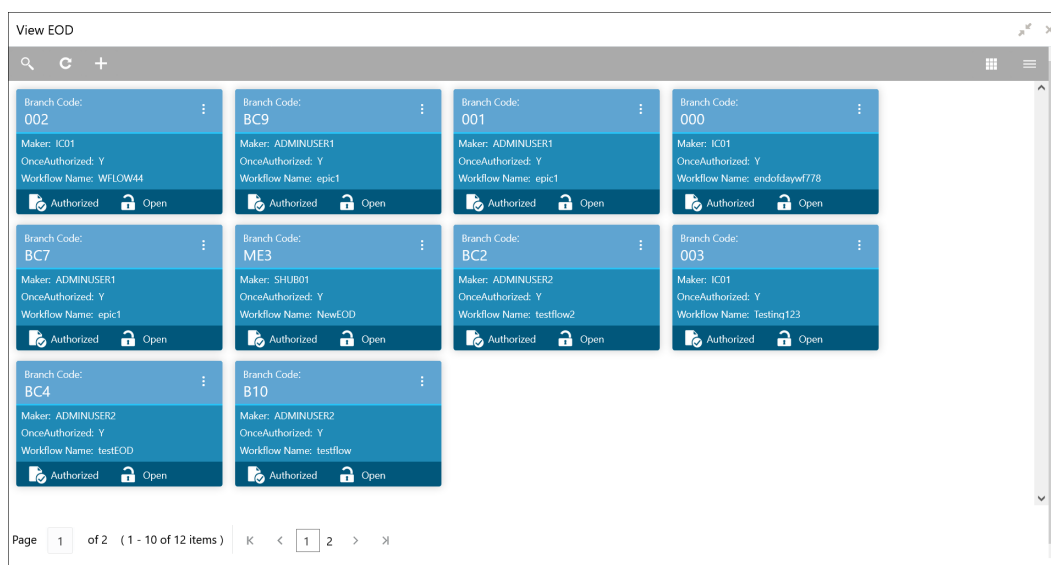 View EOD
Branch Code:
002
Maker: IC01
OnceAuthorized: Y
Workflow Name: WFLOW44
Authorized Open
Branch Code:
BC9
Maker: ADMINUSER1
OnceAuthorized: Y
Workflow Name: epic1
Authorized Open
Branch Code:
001
Maker: ADMINUSER1
OnceAuthorized: Y
Workflow Name: epic1
Authorized Open
Branch Code:
000
Maker: IC01
OnceAuthorized: Y
Workflow Name: endofdaywf778
Authorized Open
Branch Code:
BC7
Maker: ADMINUSER1
OnceAuthorized: Y
Workflow Name: epic1
Authorized Open
Branch Code:
ME3
Maker: SHUB01
OnceAuthorized: Y
Workflow Name: NewEOD
Authorized Open
Branch Code:
BC2
Maker: ADMINUSER2
OnceAuthorized: Y
Workflow Name: testflow2
Authorized Open
Branch Code:
003
Maker: IC01
OnceAuthorized: Y
Workflow Name: Testing123
Authorized Open
Branch Code:
BC4
Maker: ADMINUSER2
OnceAuthorized: Y
Workflow Name: testEOD
Authorized Open
Branch Code:
B10
Maker: ADMINUSER2
OnceAuthorized: Y
Workflow Name: testflow
Authorized Open
Page 1 of 2 ( 1 - 10 of 12 items ) 1 2